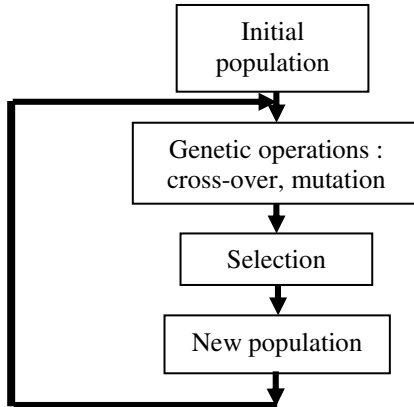 Initial
population
Genetic operations :
cross-over, mutation
Selection
New population